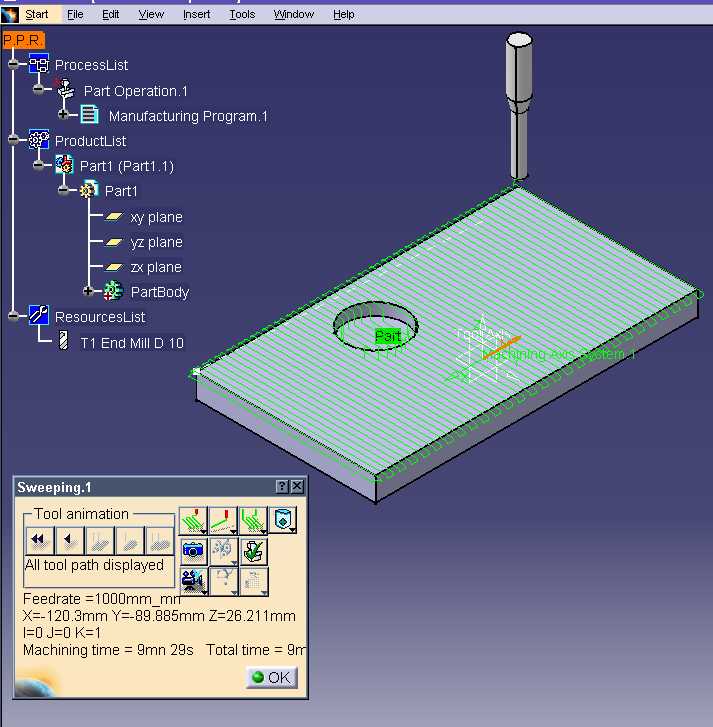 Start File Edit View Insert Tools Window Help
P.P.R.
ProcessList
Part Operation.1
Manufacturing Program.1
ProductList
Part1 (Part1.1)
Part1
xy plane
yz plane
zx plane
PartBody
ResourcesList
T1 End Mill D 10
Part
Machining Axis System.1
Sweeping.1
Tool animation
All tool path displayed
Feedrate =1000mm_mn
X=-120.3mm Y=-89.885mm Z=26.211mm
I=0 J=0 K=1
Machining time = 9mn 29s Total time = 9m
OK